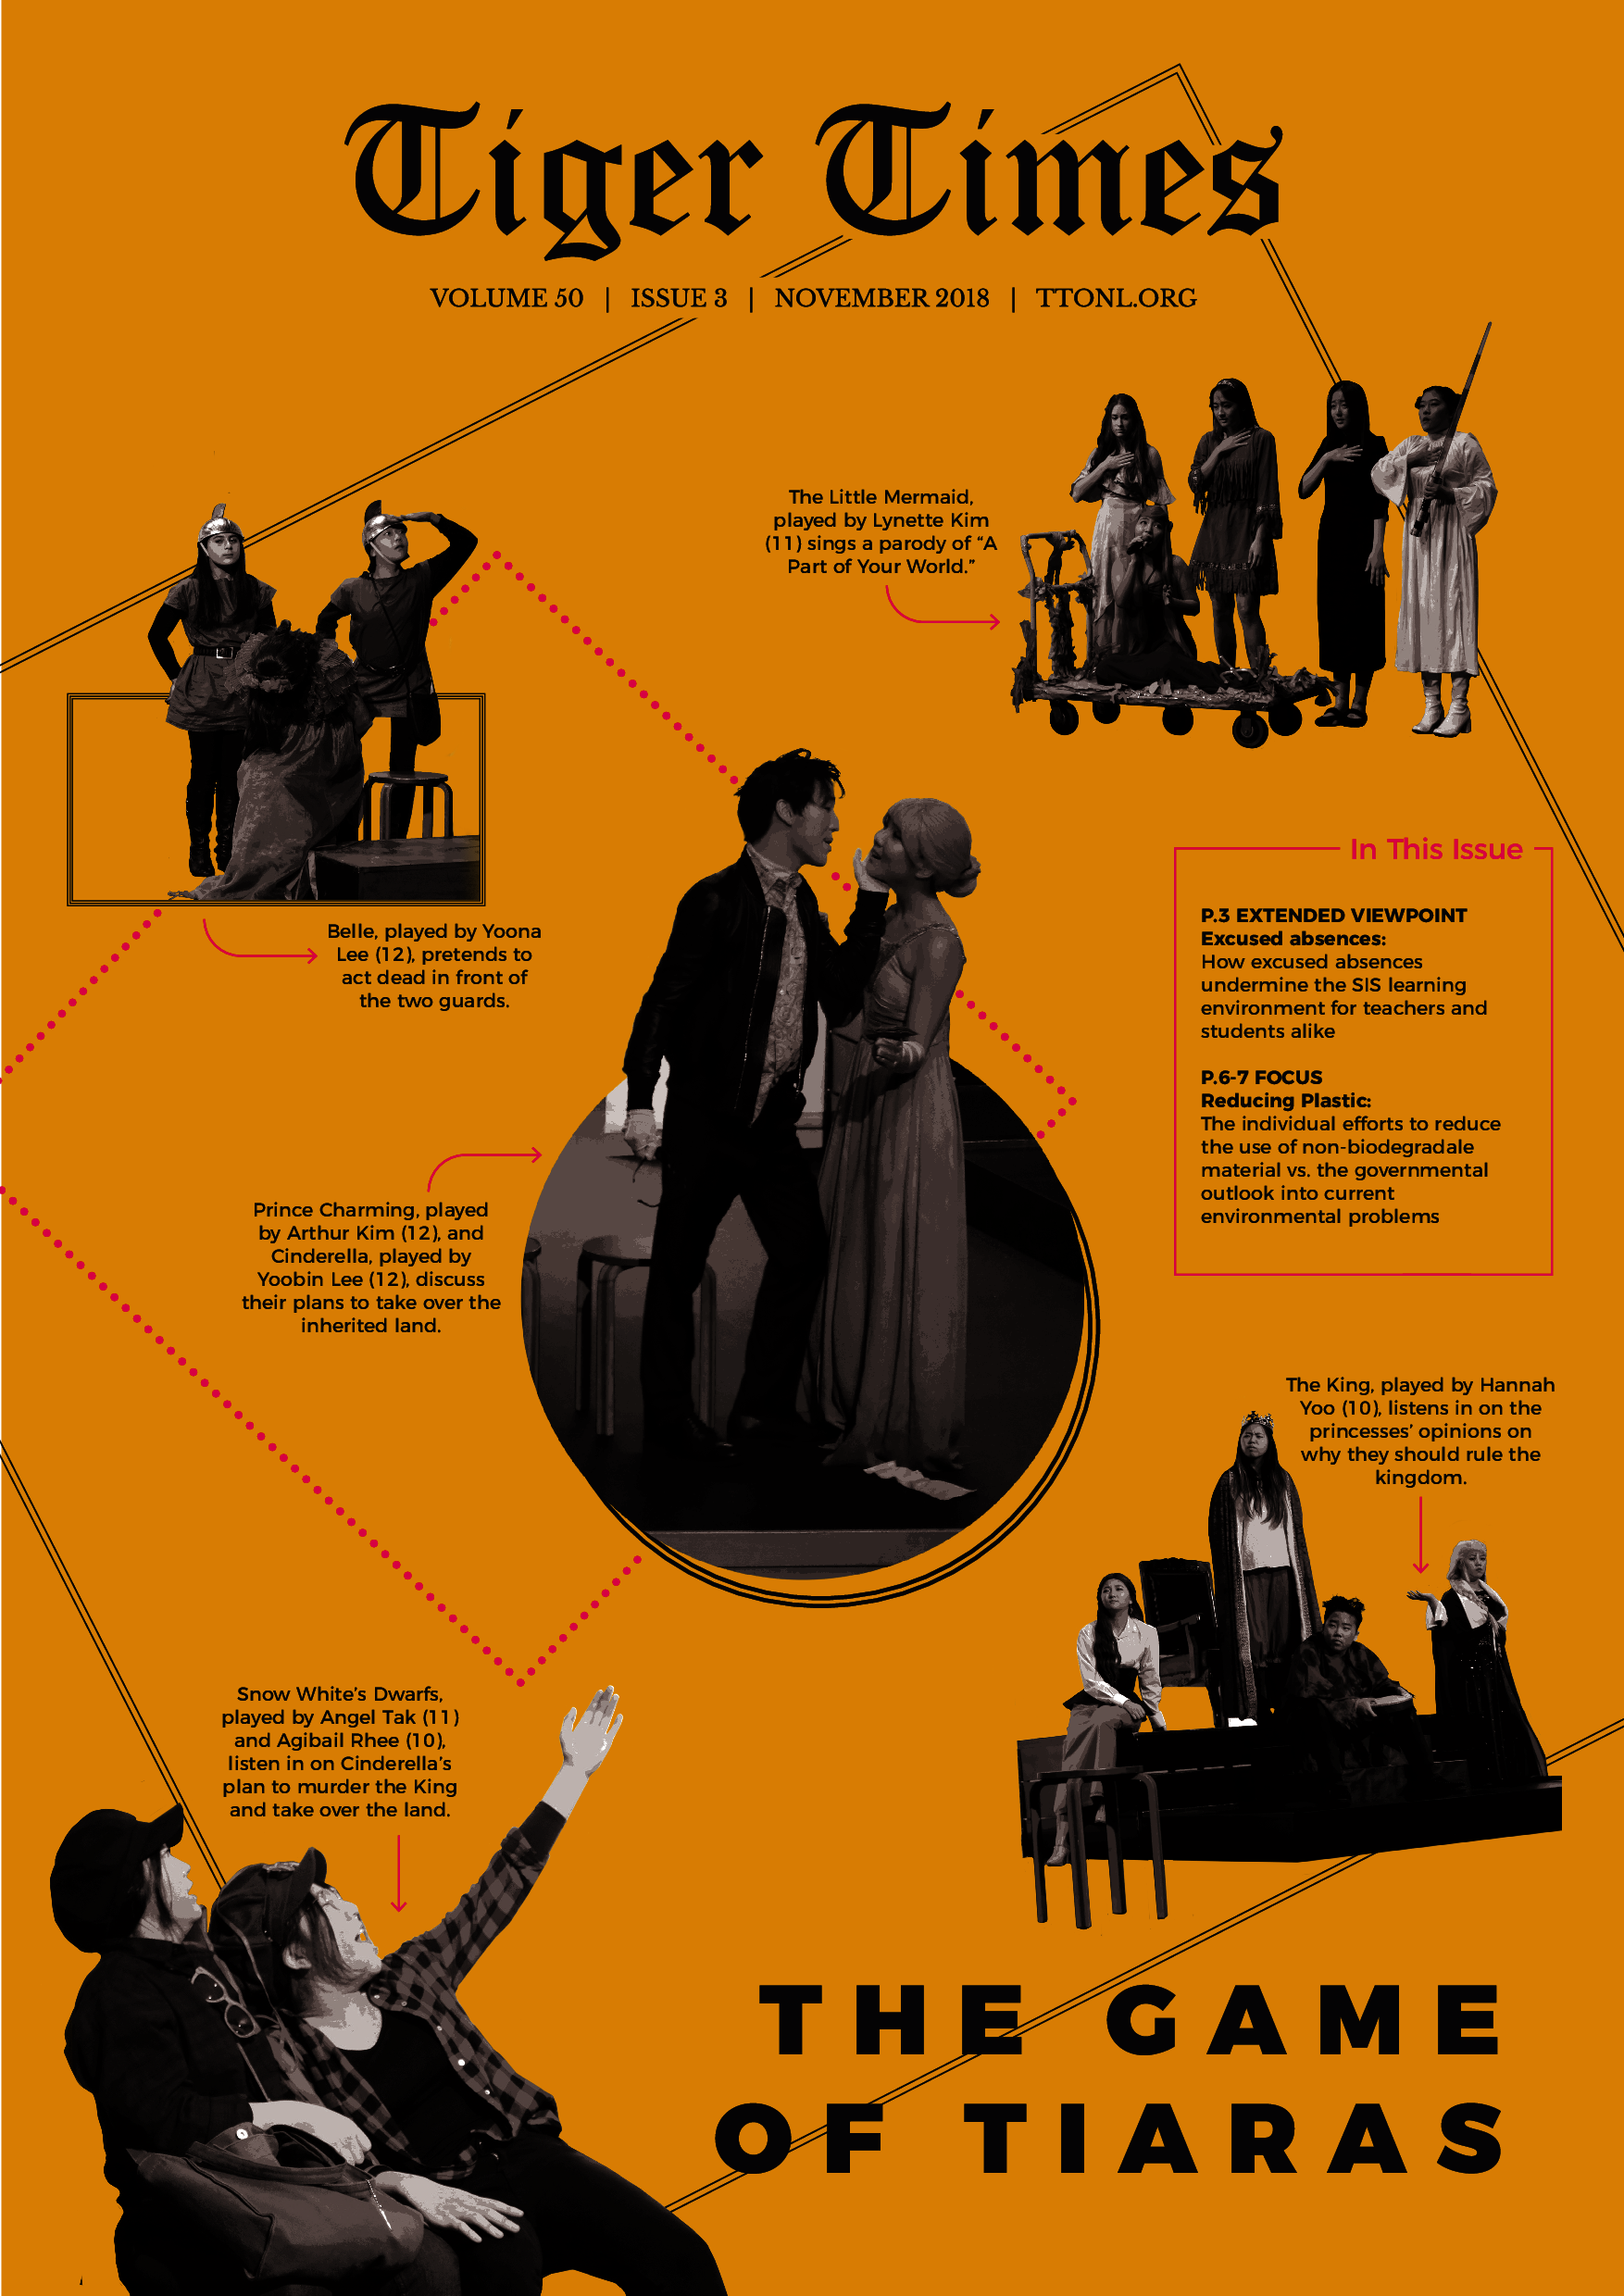 Tiger Times
VOLUME 50 | ISSUE 3 | NOVEMBER 2018 | TTONL.ORG
The Little Mermaid,
played by Lynette Kim
(11) sings a parody of “A
Part of Your World.”
Belle, played by Yoona
Lee (12), pretends to
act dead in front of
the two guards.
In This Issue
P.3 EXTENDED VIEWPOINT
Excused absences:
How excused absences
undermine the SIS learning
environment for teachers and
students alike
P.6-7 FOCUS
Reducing Plastic:
The individual efforts to reduce
the use of non-biodegradale
material vs. the governmental
outlook into current
environmental problems
Prince Charming, played
by Arthur Kim (12), and
Cinderella, played by
Yoobin Lee (12), discuss
their plans to take over the
inherited land.
The King, played by Hannah
Yoo (10), listens in on the
princesses’ opinions on
why they should rule the
kingdom.
Snow White’s Dwarfs,
played by Angel Tak (11)
and Agibail Rhee (10),
listen in on Cinderella’s
plan to murder the King
and take over the land.
THE GAME
OF TIARAS